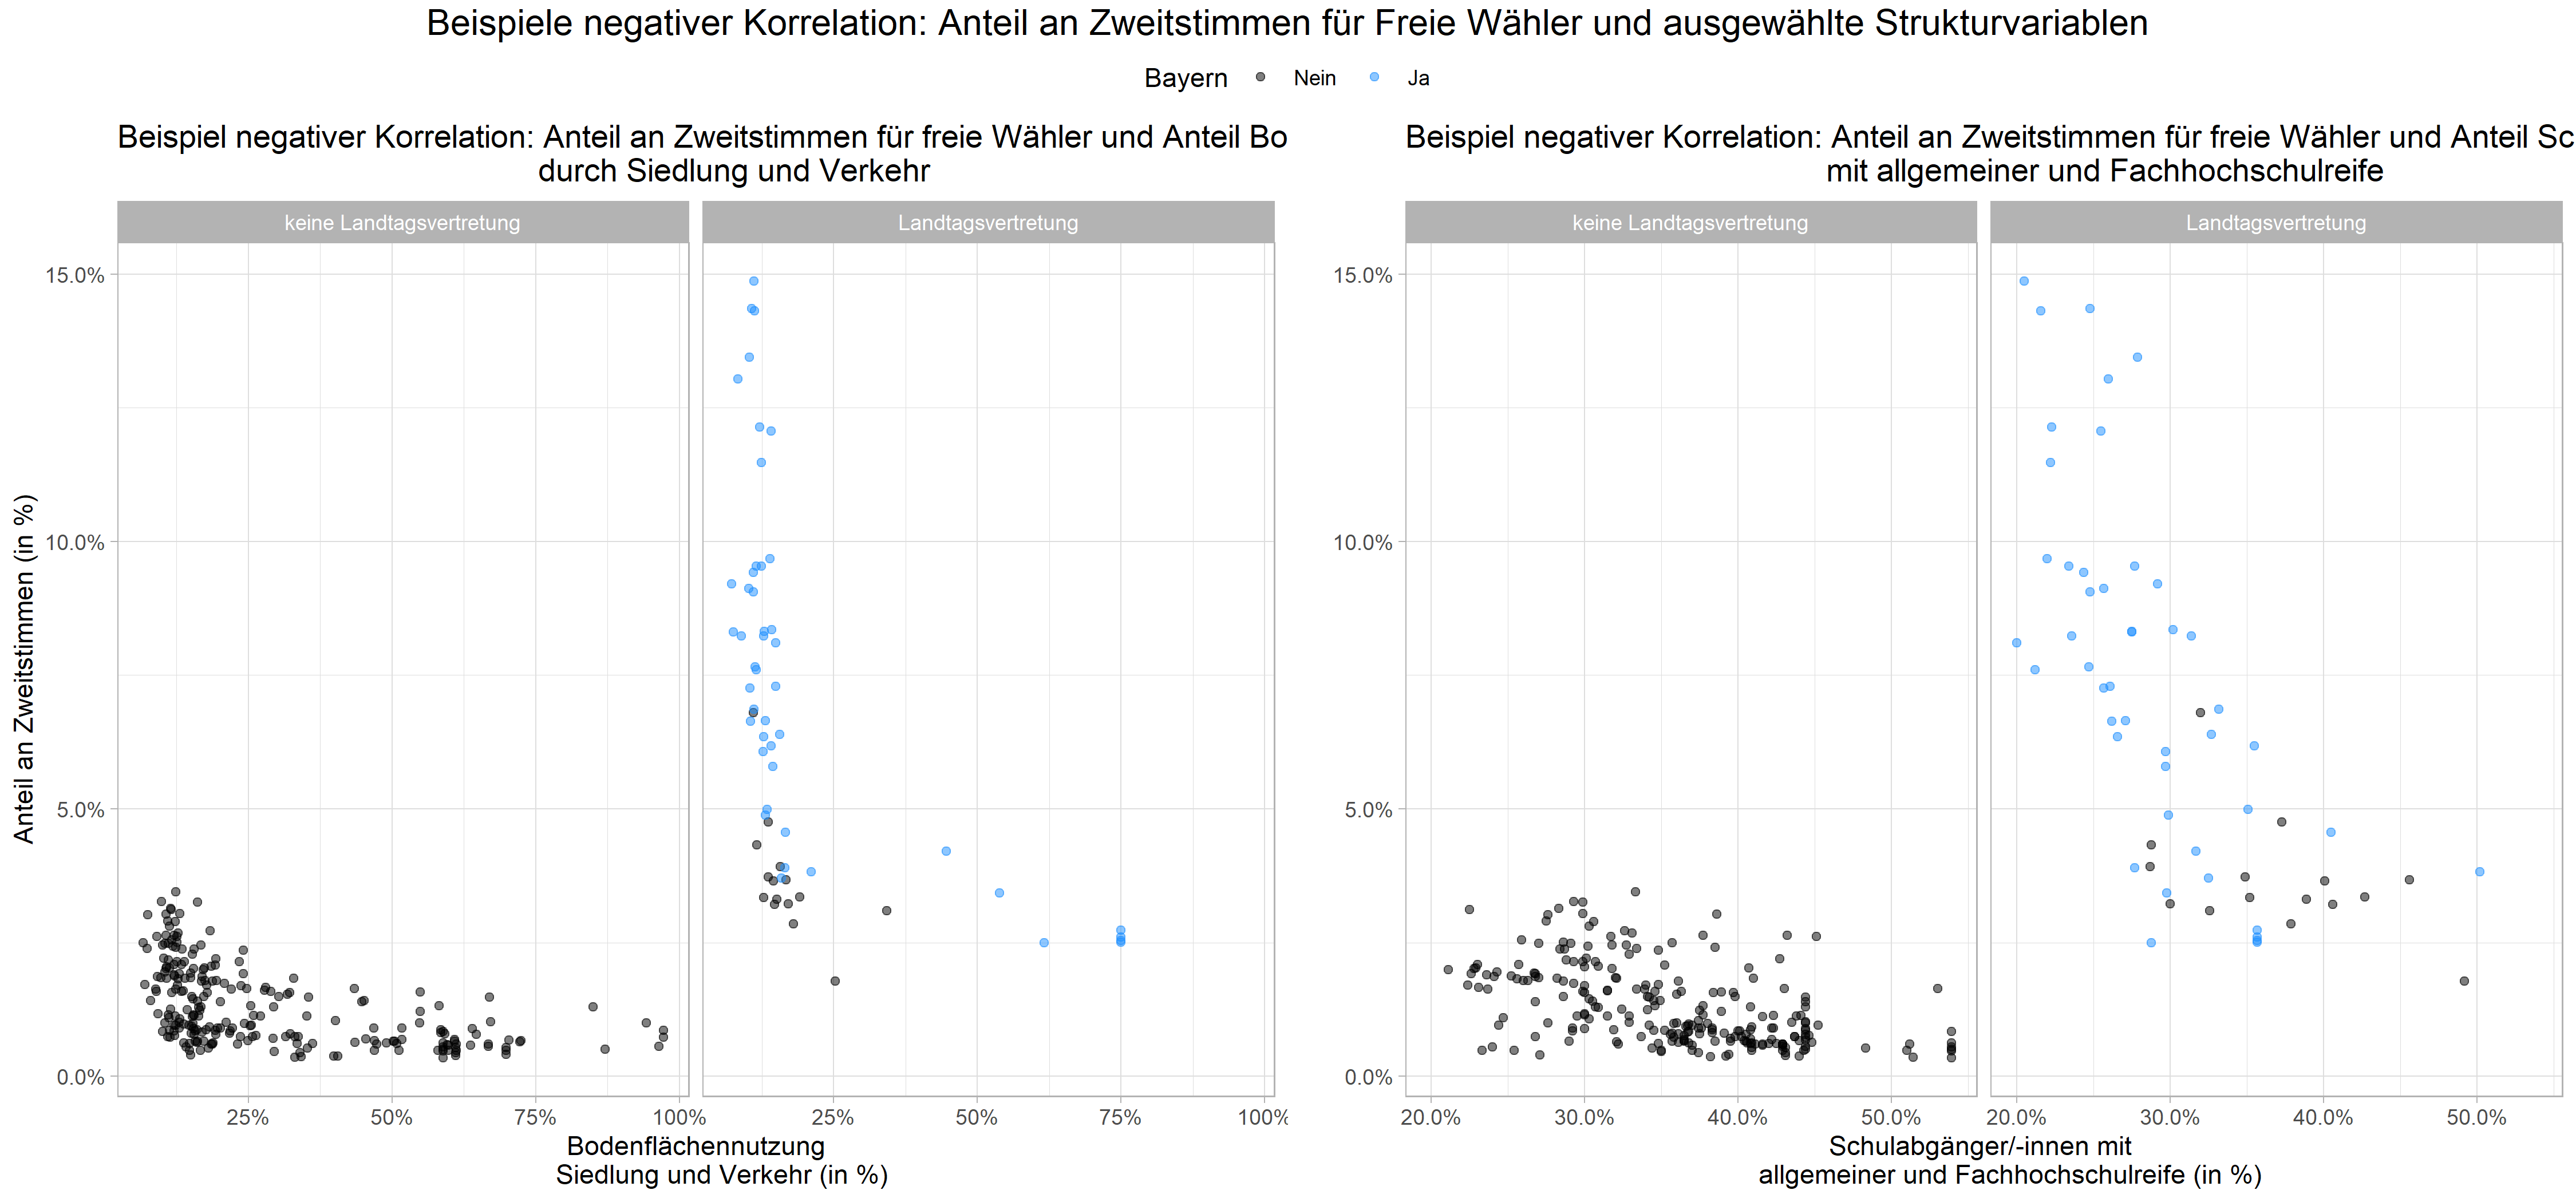 Beispiele negativer Korrelation: Anteil an Zweitstimmen für Freie Wähler und ausgewählte Strukturvariablen
Bayern Nein Ja
Beispiel negativer Korrelation: Anteil an Zweitstimmen für freie Wähler und Anteil Bo
durch Siedlung und Verkehr
keine Landtagsvertretung
Landtagsvertretung
Anteil an Zweitstimmen (in %)
15.0%
10.0%
5.0%
0.0%
25% 50% 75% 100%
25% 50% 75% 100%
Bodenflächennutzung
Siedlung und Verkehr (in %)
Beispiel negativer Korrelation: Anteil an Zweitstimmen für freie Wähler und Anteil Sc
mit allgemeiner und Fachhochschulreife
keine Landtagsvertretung
Landtagsvertretung
15.0%
10.0%
5.0%
0.0%
20.0% 30.0% 40.0% 50.0%
20.0% 30.0% 40.0% 50.0%
Schulabgänger/-innen mit
allgemeiner und Fachhochschulreife (in %)